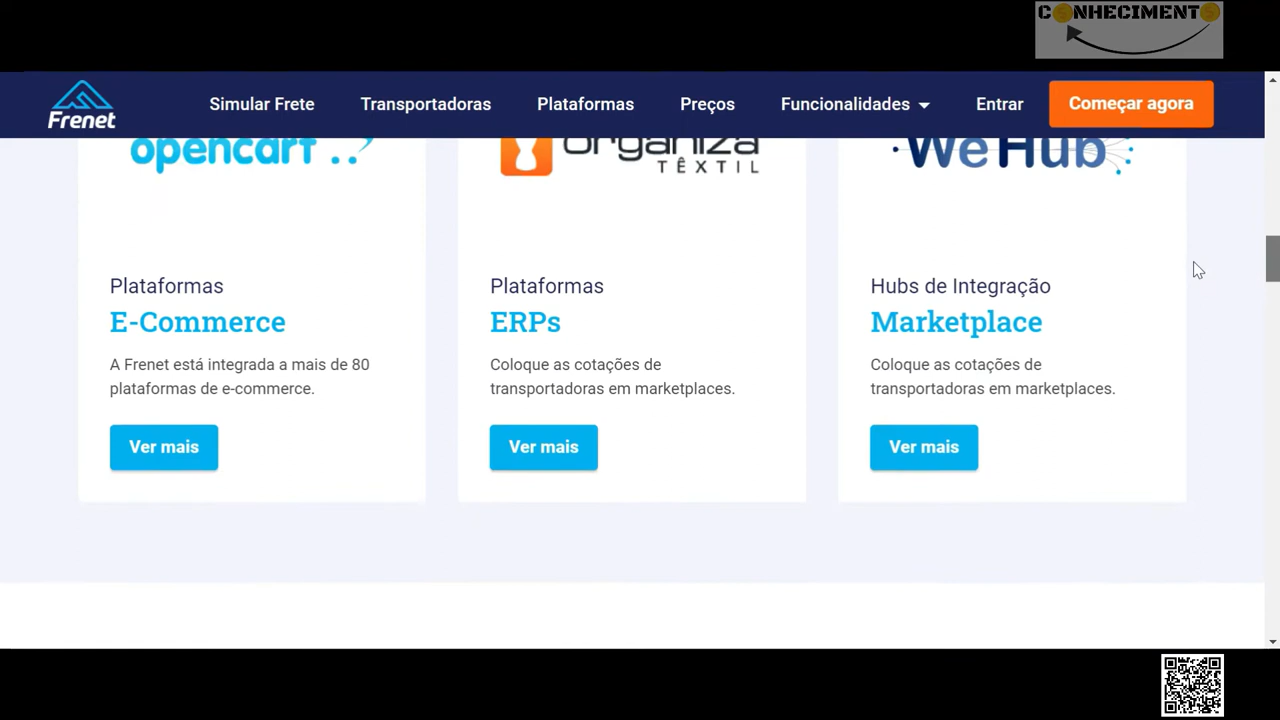 CONHECIMENTO
Frenet
Simular Frete
Transportadoras
Plataformas
Preços
Funcionalidades
Entrar
Começar agora
opencart
organiza
TÊXTIL
WeHub
Plataformas
E-Commerce
A Frenet está integrada a mais de 80
plataformas de e-commerce.
Ver mais
Plataformas
ERPs
Coloque as cotações de
transportadoras em marketplaces.
Ver mais
Hubs de Integração
Marketplace
Coloque as cotações de
transportadoras em marketplaces.
Ver mais